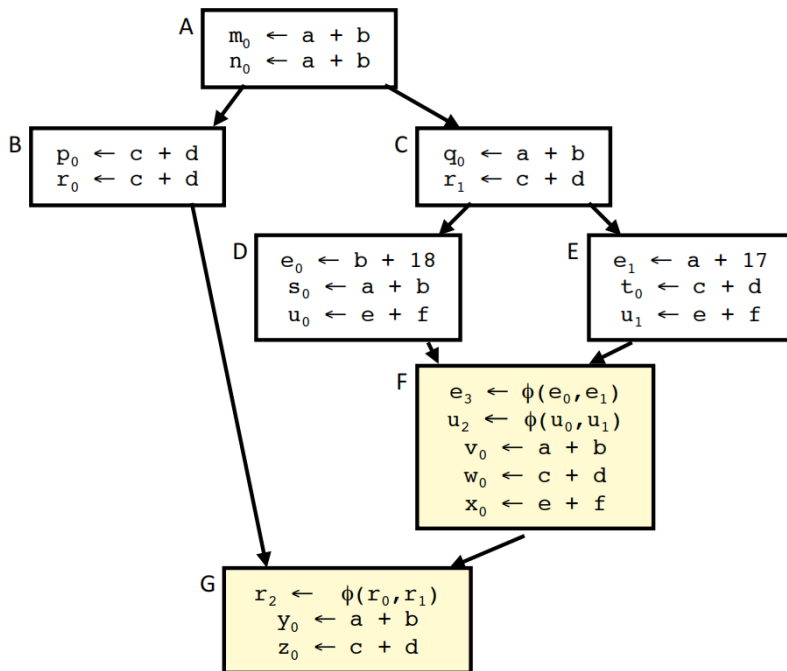 A
m₀ ← a + b
n₀ ← a + b
B
p₀ ← c + d
r₀ ← c + d
C
q₀ ← a + b
r₁ ← c + d
D
e₀ ← b + 18
s₀ ← a + b
u₀ ← e + f
E
e₁ ← a + 17
t₀ ← c + d
u₁ ← e + f
F
e₃ ← ϕ(e₀,e₁)
u₂ ← ϕ(u₀,u₁)
v₀ ← a + b
w₀ ← c + d
x₀ ← e + f
G
r₂ ← ϕ(r₀,r₁)
y₀ ← a + b
z₀ ← c + d